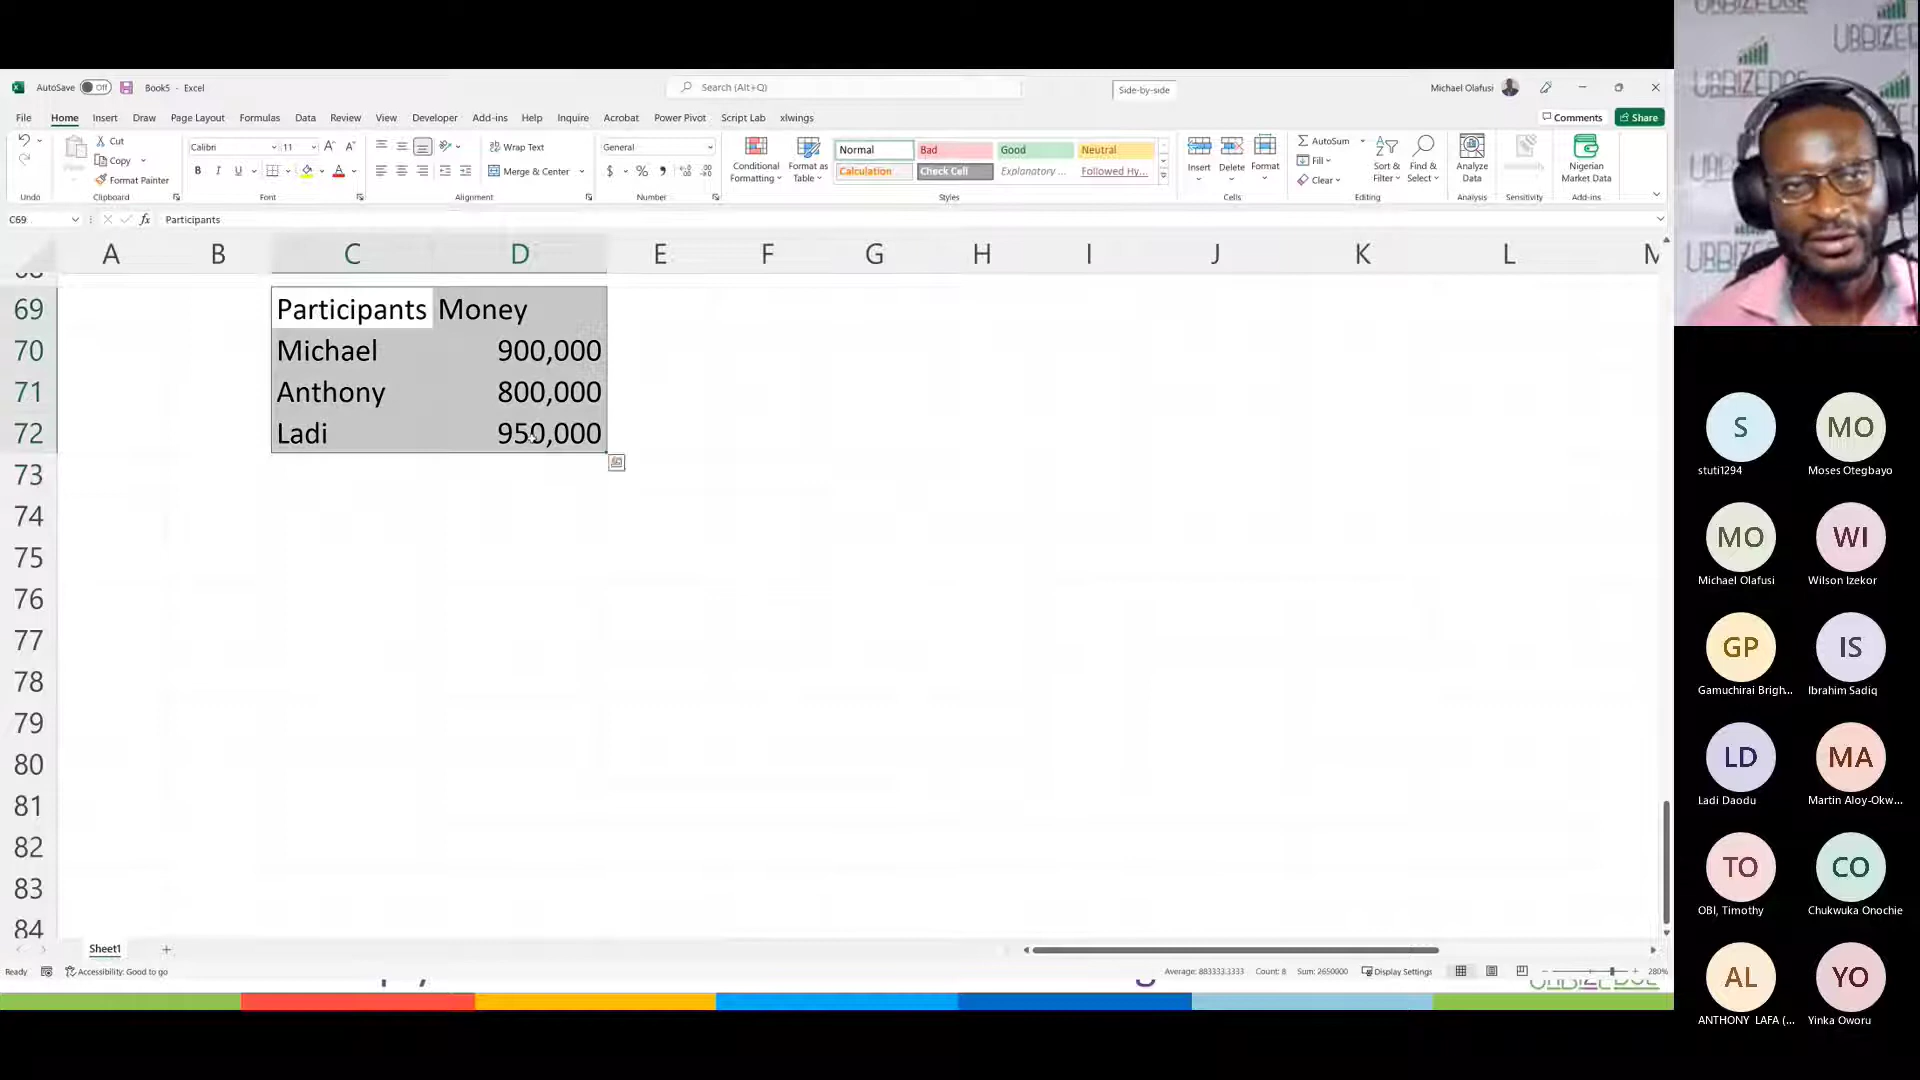 AutoSave Off Book5 - Excel Search (Alt+Q) Side-by-side Michael Olafusi
File Home Insert Draw Page Layout Formulas Data Review View Developer Add-ins Help Inquire Acrobat Power Pivot Script Lab xlwings Comments Share
Cut
Copy
Format Painter
Calibri 11
Wrap Text
Merge & Center
General
Conditional Formatting
Format as Table
Normal Bad Good Neutral
Calculation Check Cell Explanatory ... Followed Hy...
Insert Delete Format
AutoSum
Fill
Clear
Sort & Filter
Find & Select
Analyze Data
Sensitivity
Nigerian Market Data
Undo Clipboard Font Alignment Number Styles Cells Editing Analysis Sensitivity Add-ins
C69 fx Participants
A B C D E F G H I J K L M
69 Participants Money
70 Michael 900,000
71 Anthony 800,000
72 Ladi 950,000
73
74
75
76
77
78
79
80
81
82
83
84
Sheet1
Ready Accessibility: Good to go Average: 883333.3333 Count: 8 Sum: 2650000 Display Settings 280%
URBIZEDGE
S MO
stuti1294 Moses Otegbayo
MO WI
Michael Olafusi Wilson Izekor
GP IS
Gamuchirai Brigh... Ibrahim Sadiq
LD MA
Ladi Daodu Martin Aloy-Okw...
TO CO
OBI, Timothy Chukwuka Onochie
AL YO
ANTHONY LAFA (... Yinka Oworu